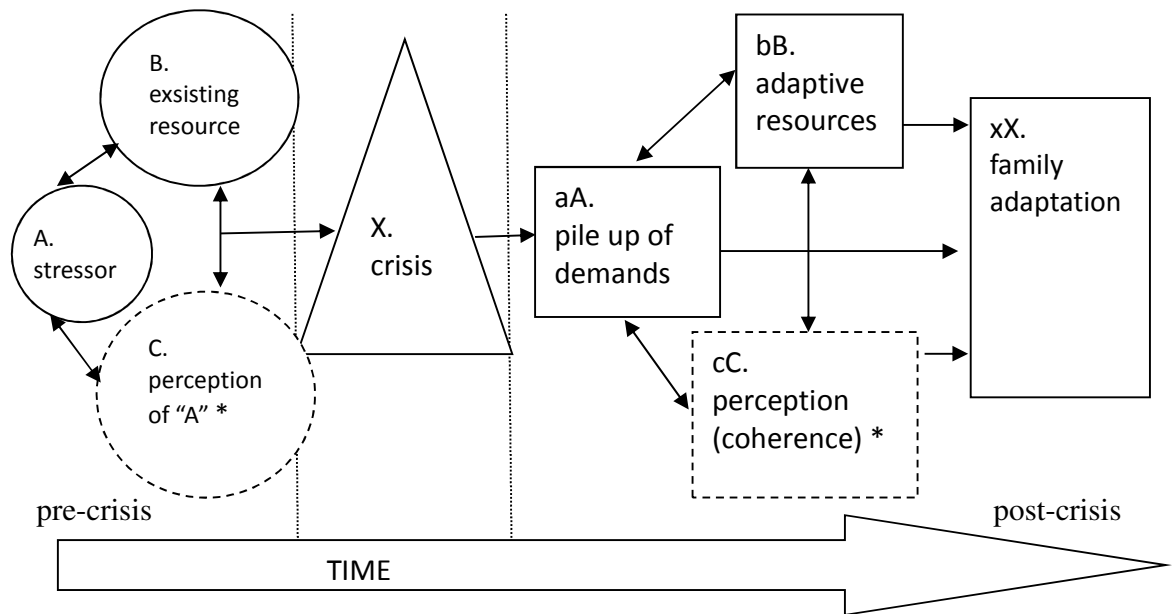 B.
exsisting
resource
A.
stressor
C.
perception
of “A” *
X.
crisis
aA.
pile up of
demands
bB.
adaptive
resources
cC.
perception
(coherence) *
xX.
family
adaptation
pre-crisis
post-crisis
TIME